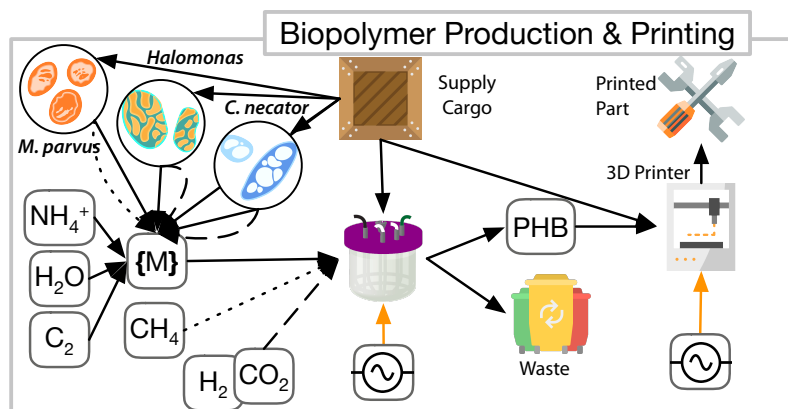 Biopolymer Production & Printing
Halomonas
C. necator
M. parvus
Supply
Cargo
Printed
Part
3D Printer
NH₄⁺
H₂O
C₂
{M}
CH₄
H₂
CO₂
PHB
Waste